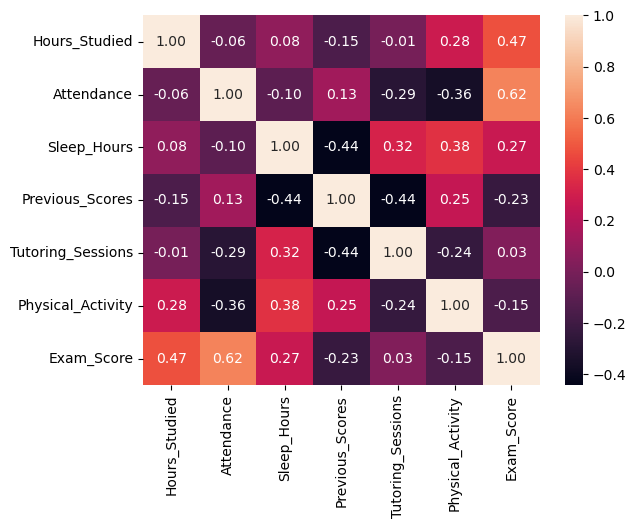 Hours_Studied 1.00 -0.06 0.08 -0.15 -0.01 0.28 0.47
Attendance -0.06 1.00 -0.10 0.13 -0.29 -0.36 0.62
Sleep_Hours 0.08 -0.10 1.00 -0.44 0.32 0.38 0.27
Previous_Scores -0.15 0.13 -0.44 1.00 -0.44 0.25 -0.23
Tutoring_Sessions -0.01 -0.29 0.32 -0.44 1.00 -0.24 0.03
Physical_Activity 0.28 -0.36 0.38 0.25 -0.24 1.00 -0.15
Exam_Score 0.47 0.62 0.27 -0.23 0.03 -0.15 1.00
Hours_Studied
Attendance
Sleep_Hours
Previous_Scores
Tutoring_Sessions
Physical_Activity
Exam_Score
1.0
0.8
0.6
0.4
0.2
0.0
−0.2
−0.4